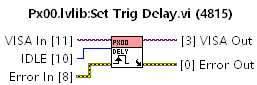 Px00.lvlib:Set Trig Delay.vi (4815)
VISA In [11] PX00 [3] VISA Out
IDLE [10] DELY
Error In [8] [0] Error Out